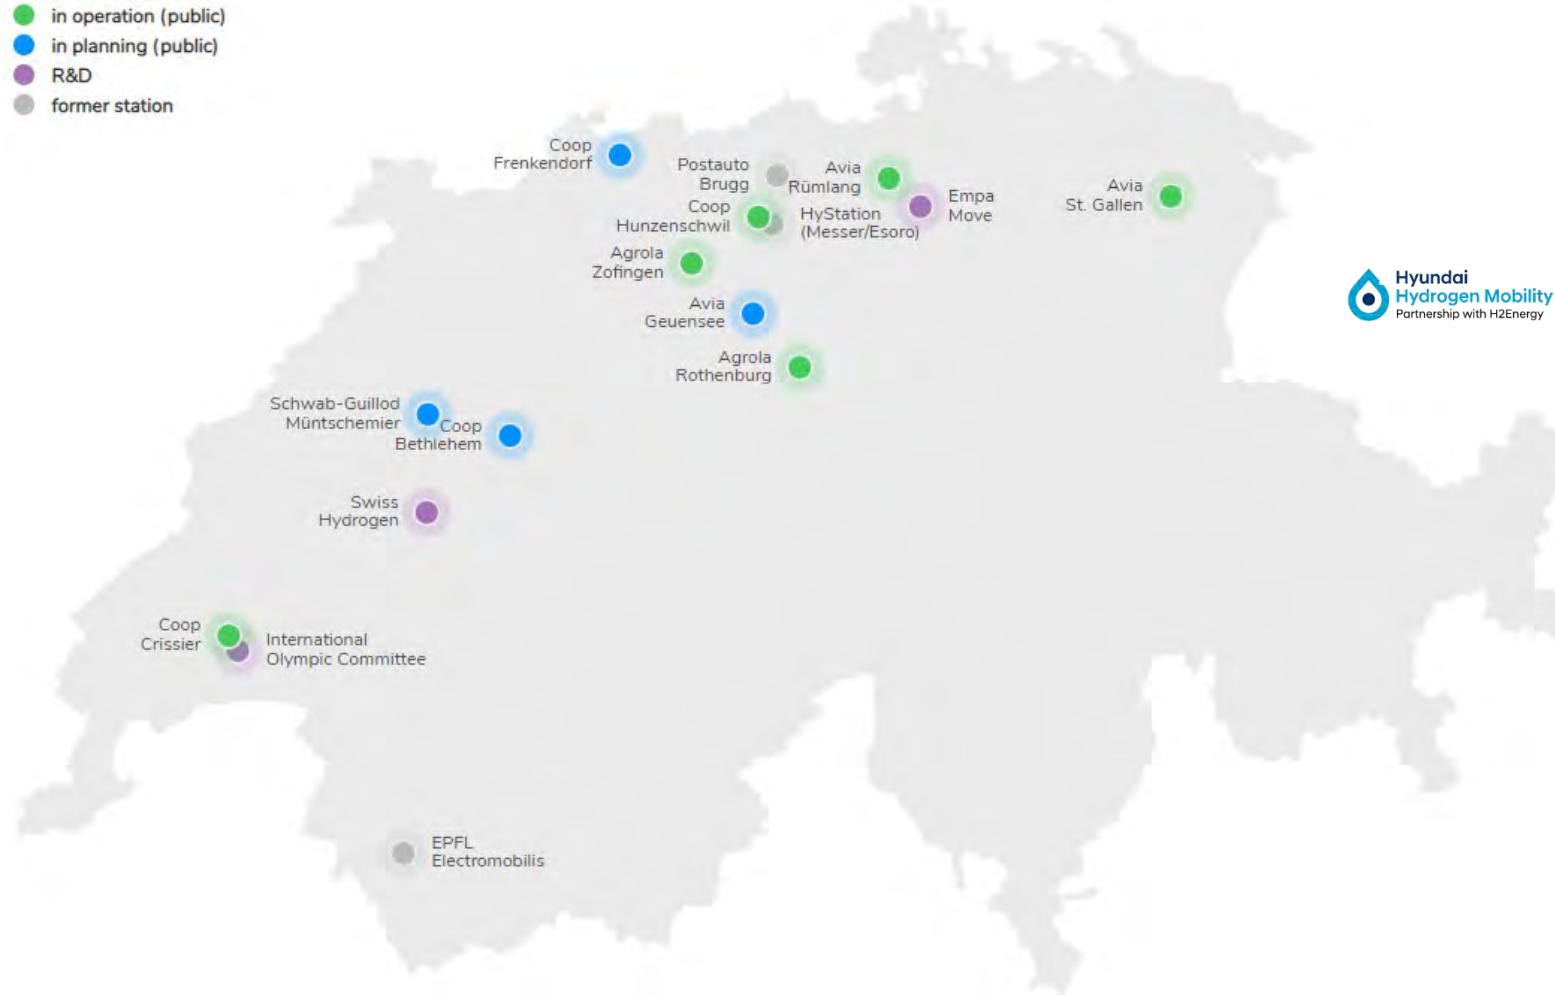 in operation (public)
in planning (public)
R&D
former station
Coop
Frenkendorf
Postauto
Brugg
Avia
Rümlang
Empa
Move
Avia
St. Gallen
Coop
Hunzenschwil
HyStation
(Messer/Esoro)
Agrola
Zofingen
Hyundai
Hydrogen Mobility
Partnership with H2Energy
Avia
Geuensee
Agrola
Rothenburg
Schwab-Guillod
Müntschemier
Coop
Bethlehem
Swiss
Hydrogen
Coop
Crissier
International
Olympic Committee
EPFL
Electromobilis